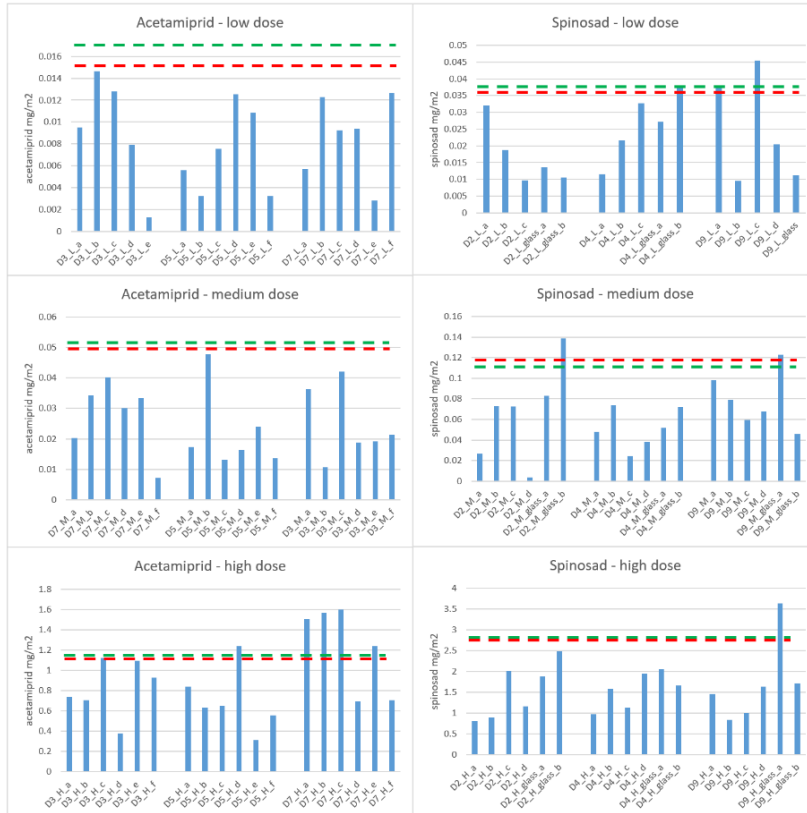 Acetamiprid - low dose
acetamiprid mg/m2
0.016
0.014
0.012
0.01
0.008
0.006
0.004
0.002
0
D3_L_a
D3_L_b
D3_L_c
D3_L_d
D3_L_e
D5_L_a
D5_L_b
D5_L_c
D5_L_d
D5_L_e
D5_L_f
D7_L_a
D7_L_b
D7_L_c
D7_L_d
D7_L_e
D7_L_f
Spinosad - low dose
spinosad mg/m2
0.05
0.045
0.04
0.035
0.03
0.025
0.02
0.015
0.01
0.005
0
D2_L_a
D2_L_b
D2_L_c
D2_L_glass_a
D2_L_glass_b
D4_L_a
D4_L_b
D4_L_c
D4_L_glass_a
D4_L_glass_b
D9_L_a
D9_L_b
D9_L_c
D9_L_d
D9_L_glass
Acetamiprid - medium dose
acetamiprid mg/m2
0.06
0.05
0.04
0.03
0.02
0.01
0
D7_M_a
D7_M_b
D7_M_c
D7_M_d
D7_M_e
D7_M_f
D5_M_a
D5_M_b
D5_M_c
D5_M_d
D5_M_e
D5_M_f
D3_M_a
D3_M_b
D3_M_c
D3_M_d
D3_M_e
D3_M_f
Spinosad - medium dose
spinosad mg/m2
0.16
0.14
0.12
0.1
0.08
0.06
0.04
0.02
0
D2_M_a
D2_M_b
D2_M_c
D2_M_d
D2_M_glass_a
D2_M_glass_b
D4_M_a
D4_M_b
D4_M_c
D4_M_d
D4_M_glass_a
D4_M_glass_b
D9_M_a
D9_M_b
D9_M_c
D9_M_d
D9_M_glass_a
D9_M_glass_b
Acetamiprid - high dose
acetamiprid mg/m2
1.8
1.6
1.4
1.2
1
0.8
0.6
0.4
0.2
0
D3_H_a
D3_H_b
D3_H_c
D3_H_d
D3_H_e
D3_H_f
D5_H_a
D5_H_b
D5_H_c
D5_H_d
D5_H_e
D5_H_f
D7_H_a
D7_H_b
D7_H_c
D7_H_d
D7_H_e
D7_H_f
Spinosad - high dose
spinosad mg/m2
4
3.5
3
2.5
2
1.5
1
0.5
0
D2_H_a
D2_H_b
D2_H_c
D2_H_d
D2_H_glass_a
D2_H_glass_b
D4_H_a
D4_H_b
D4_H_c
D4_H_d
D4_H_glass_a
D4_H_glass_b
D9_H_a
D9_H_b
D9_H_c
D9_H_d
D9_H_glass_a
D9_H_glass_b